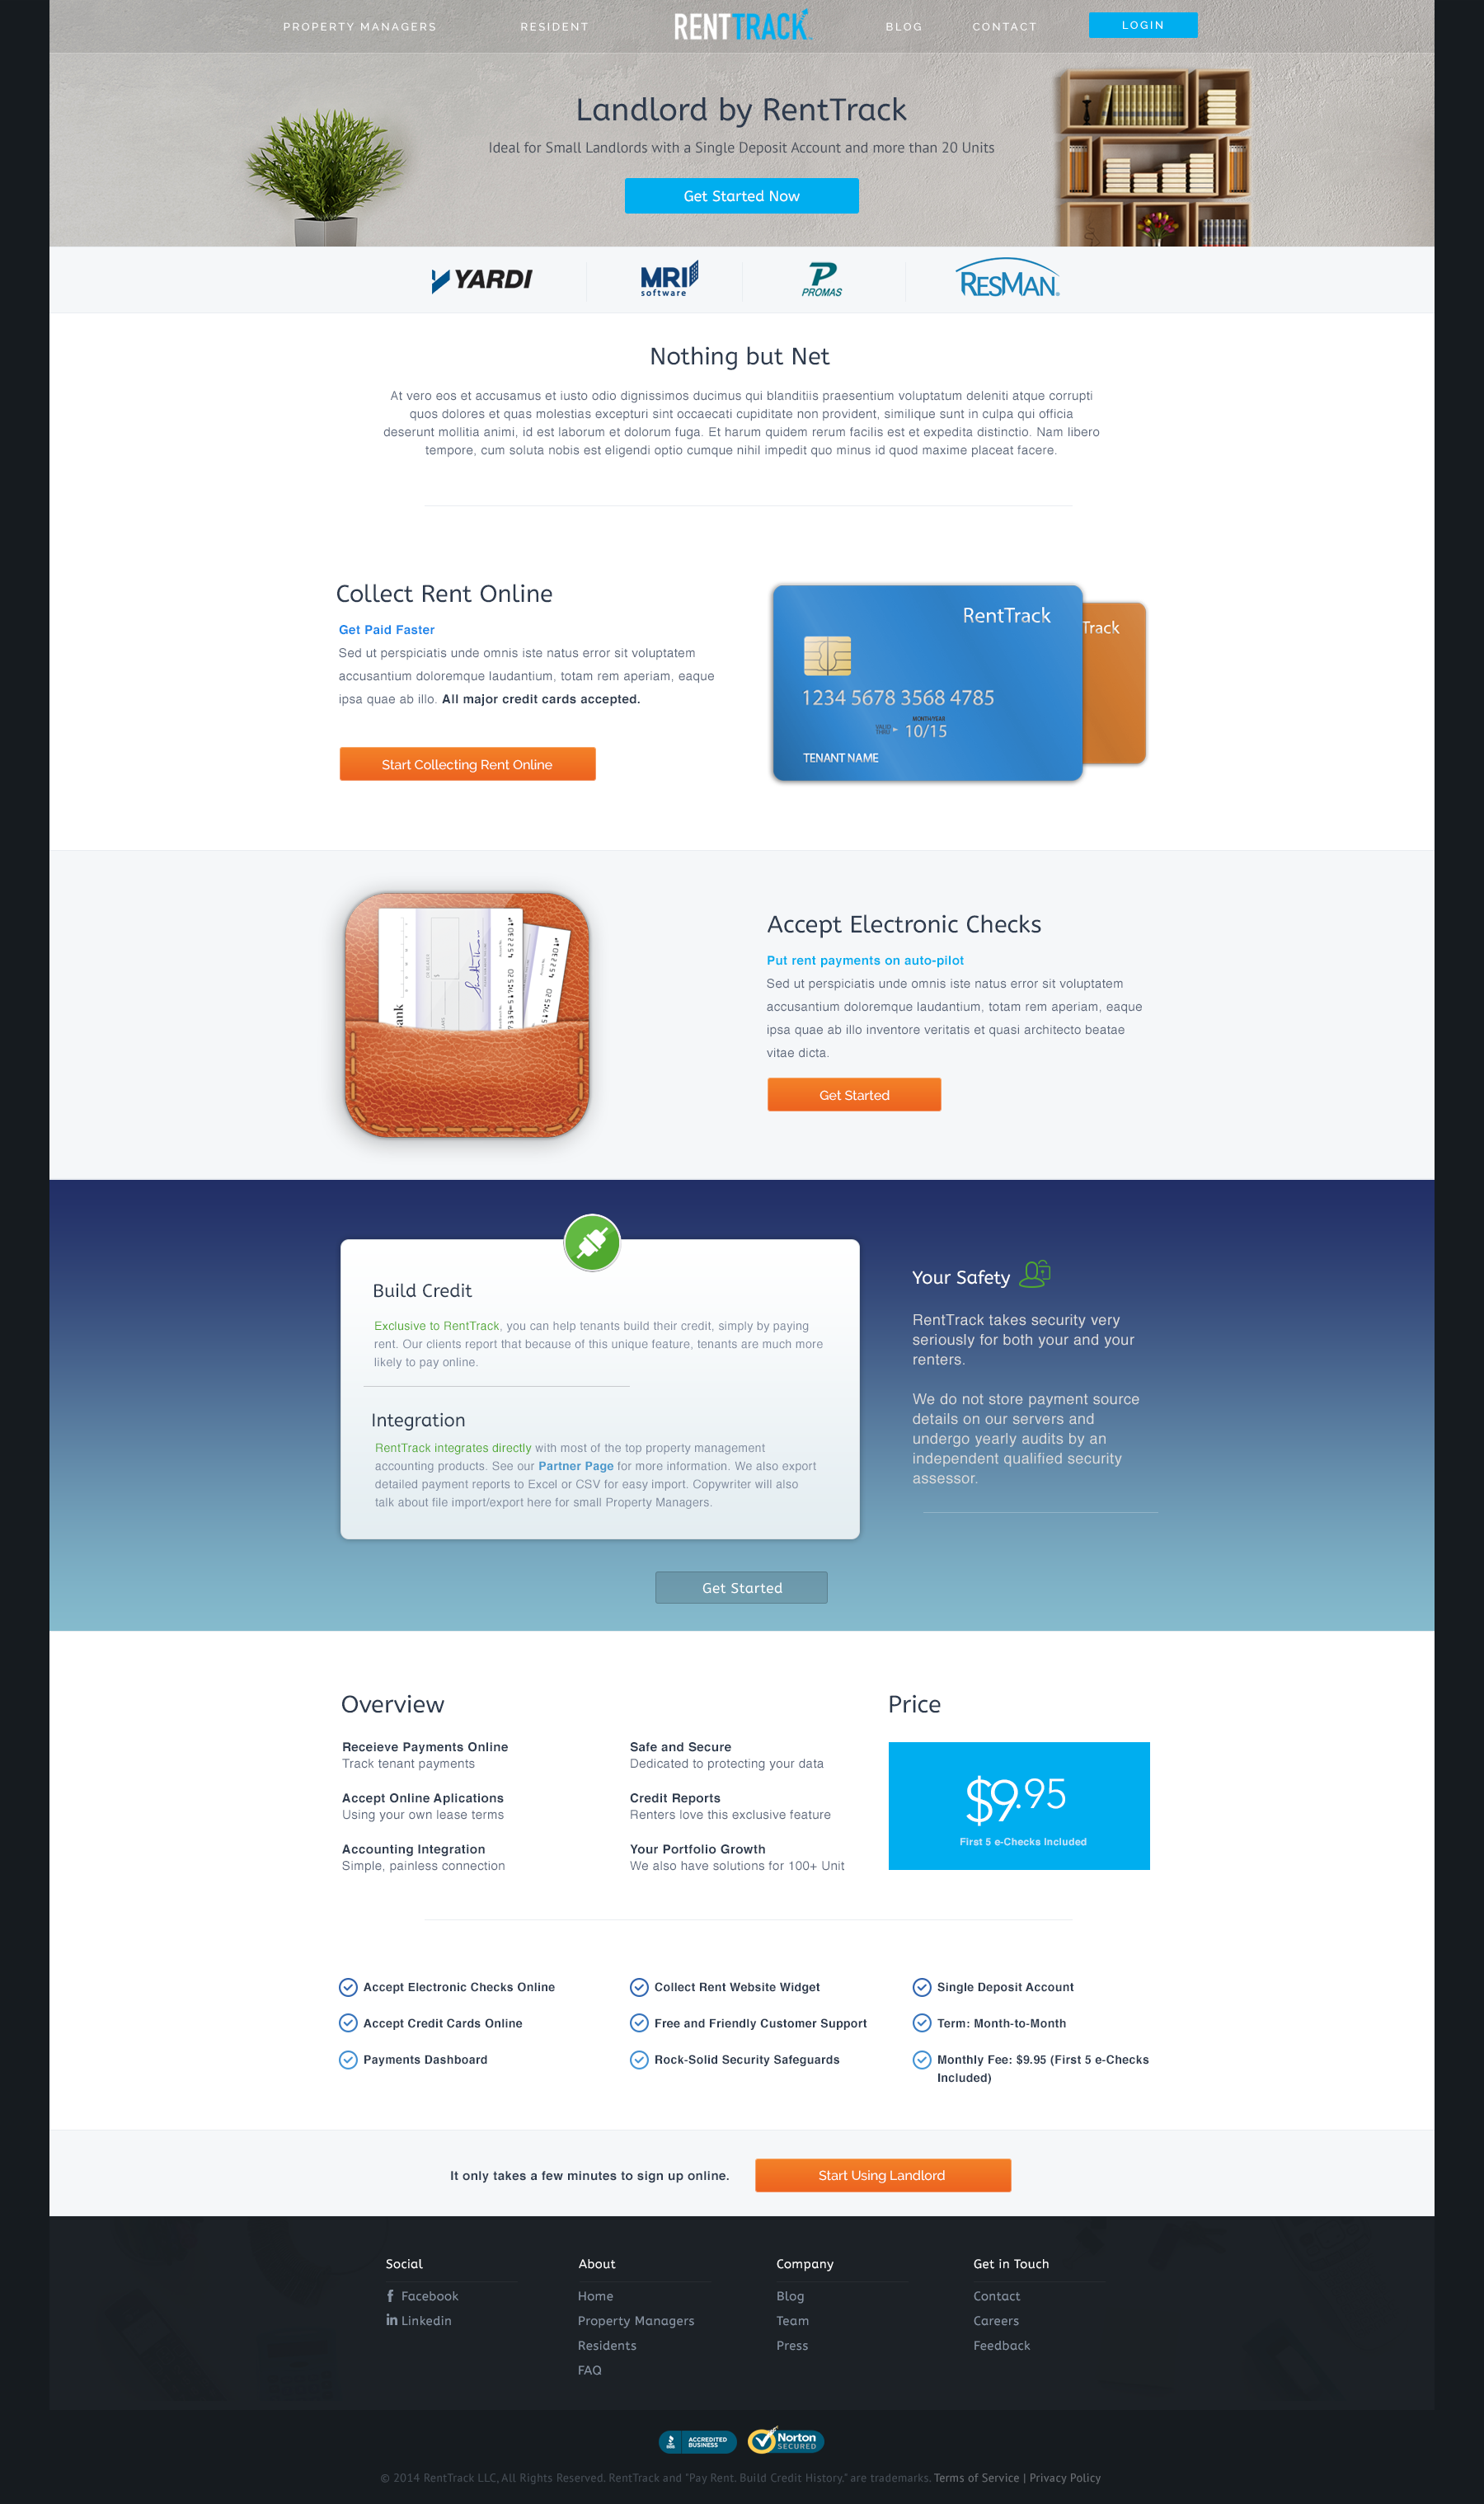 PROPERTY MANAGERS
RESIDENT
RENTTRACK
BLOG
CONTACT
LOGIN
Landlord by RentTrack
Ideal for Small Landlords with a Single Deposit Account and more than 20 Units
Get Started Now
YARDI
MRI
software
PROMAS
RESMAN
Nothing but Net
At vero eos et accusamus et iusto odio dignissimos ducimus qui blanditiis praesentium voluptatum deleniti atque corrupti
quos dolores et quas molestias excepturi sint occaecati cupiditate non provident, similique sunt in culpa qui officia
deserunt mollitia animi, id est laborum et dolorum fuga. Et harum quidem rerum facilis est et expedita distinctio. Nam libero
tempore, cum soluta nobis est eligendi optio cumque nihil impedit quo minus id quod maxime placeat facere.
Collect Rent Online
Get Paid Faster
Sed ut perspiciatis unde omnis iste natus error sit voluptatem
accusantium doloremque laudantium, totam rem aperiam, eaque
ipsa quae ab illo. All major credit cards accepted.
Start Collecting Rent Online
RentTrack
Track
1234 5678 3568 4785
MONTH/YEAR
VALID
THRU
10/15
TENANT NAME
Accept Electronic Checks
Put rent payments on auto-pilot
Sed ut perspiciatis unde omnis iste natus error sit voluptatem
accusantium doloremque laudantium, totam rem aperiam, eaque
ipsa quae ab illo inventore veritatis et quasi architecto beatae
vitae dicta.
Get Started
Build Credit
Exclusive to RentTrack, you can help tenants build their credit, simply by paying
rent. Our clients report that because of this unique feature, tenants are much more
likely to pay online.
Integration
RentTrack integrates directly with most of the top property management
accounting products. See our Partner Page for more information. We also export
detailed payment reports to Excel or CSV for easy import. Copywriter will also
talk about file import/export here for small Property Managers.
Your Safety
RentTrack takes security very
seriously for both your and your
renters.
We do not store payment source
details on our servers and
undergo yearly audits by an
independent qualified security
assessor.
Get Started
Overview
Receieve Payments Online
Track tenant payments
Accept Online Aplications
Using your own lease terms
Accounting Integration
Simple, painless connection
Safe and Secure
Dedicated to protecting your data
Credit Reports
Renters love this exclusive feature
Your Portfolio Growth
We also have solutions for 100+ Unit
Price
$9.95
First 5 e-Checks Included
Accept Electronic Checks Online
Accept Credit Cards Online
Payments Dashboard
Collect Rent Website Widget
Free and Friendly Customer Support
Rock-Solid Security Safeguards
Single Deposit Account
Term: Month-to-Month
Monthly Fee: $9.95 (First 5 e-Checks
Included)
It only takes a few minutes to sign up online.
Start Using Landlord
Social
Facebook
Linkedin
About
Home
Property Managers
Residents
FAQ
Company
Blog
Team
Press
Get in Touch
Contact
Careers
Feedback
ACCREDITED
BUSINESS
Norton
SECURED
© 2014 RentTrack LLC, All Rights Reserved. RentTrack and "Pay Rent. Build Credit History." are trademarks. Terms of Service | Privacy Policy